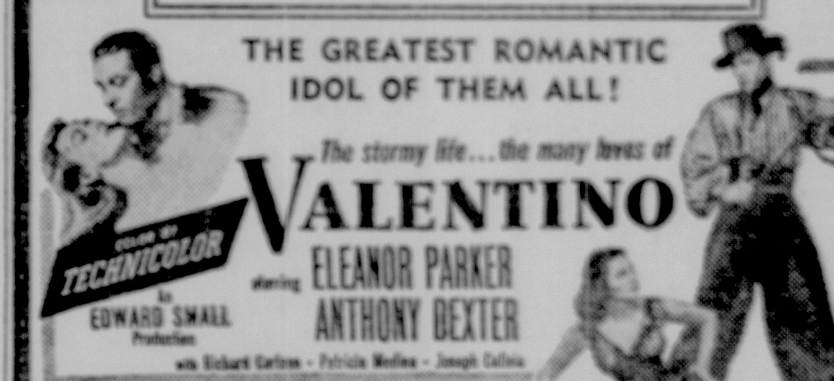 THE GREATEST ROMANTIC
IDOL OF THEM ALL!
The stormy life...the many loves of
VALENTINO
COLOR BY
TECHNICOLOR
starring ELEANOR PARKER
ANTHONY DEXTER
An
EDWARD SMALL
Production
with Richard Carlson - Patricia Medina - Joseph Calleia